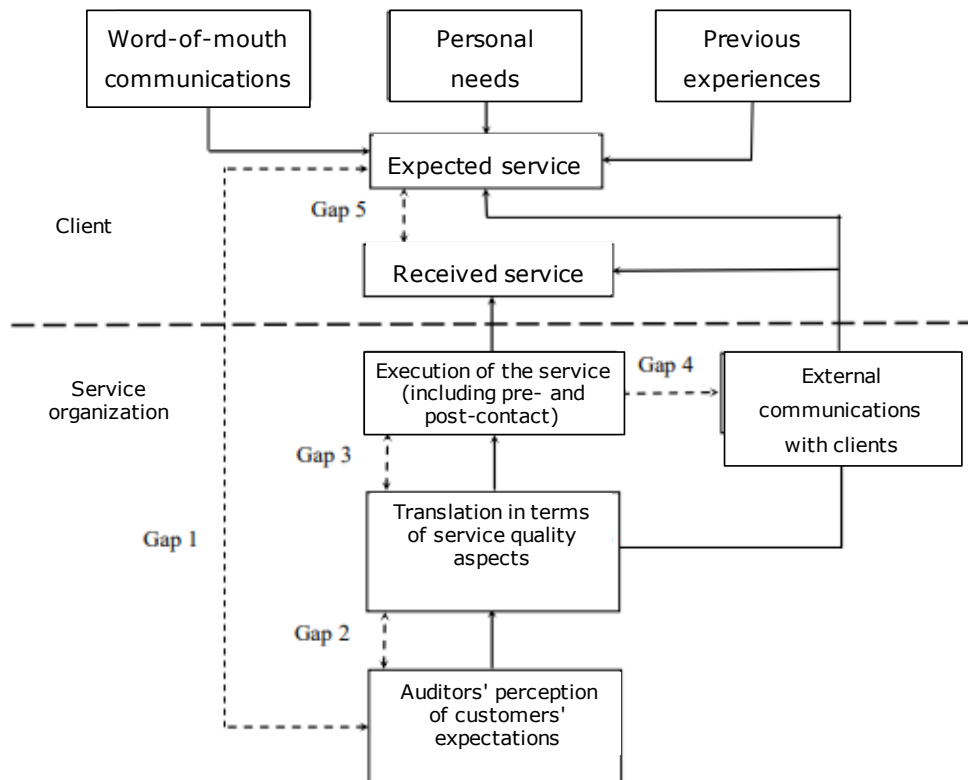 Word-of-mouth
communications
Personal
needs
Previous
experiences
Expected service
Gap 5
Client
Received service
Service
organization
Execution of the service
(including pre- and
post-contact)
Gap 4
External
communications
with clients
Gap 3
Translation in terms
of service quality
aspects
Gap 1
Gap 2
Auditors' perception
of customers'
expectations